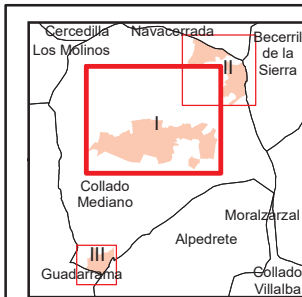 Cercedilla
Navacerrada
Becerril
de la
Sierra
Los Molinos
II
I
Collado
Mediano
Moralzarzal
Alpedrete
III
Guadarrama
Collado
Villalba